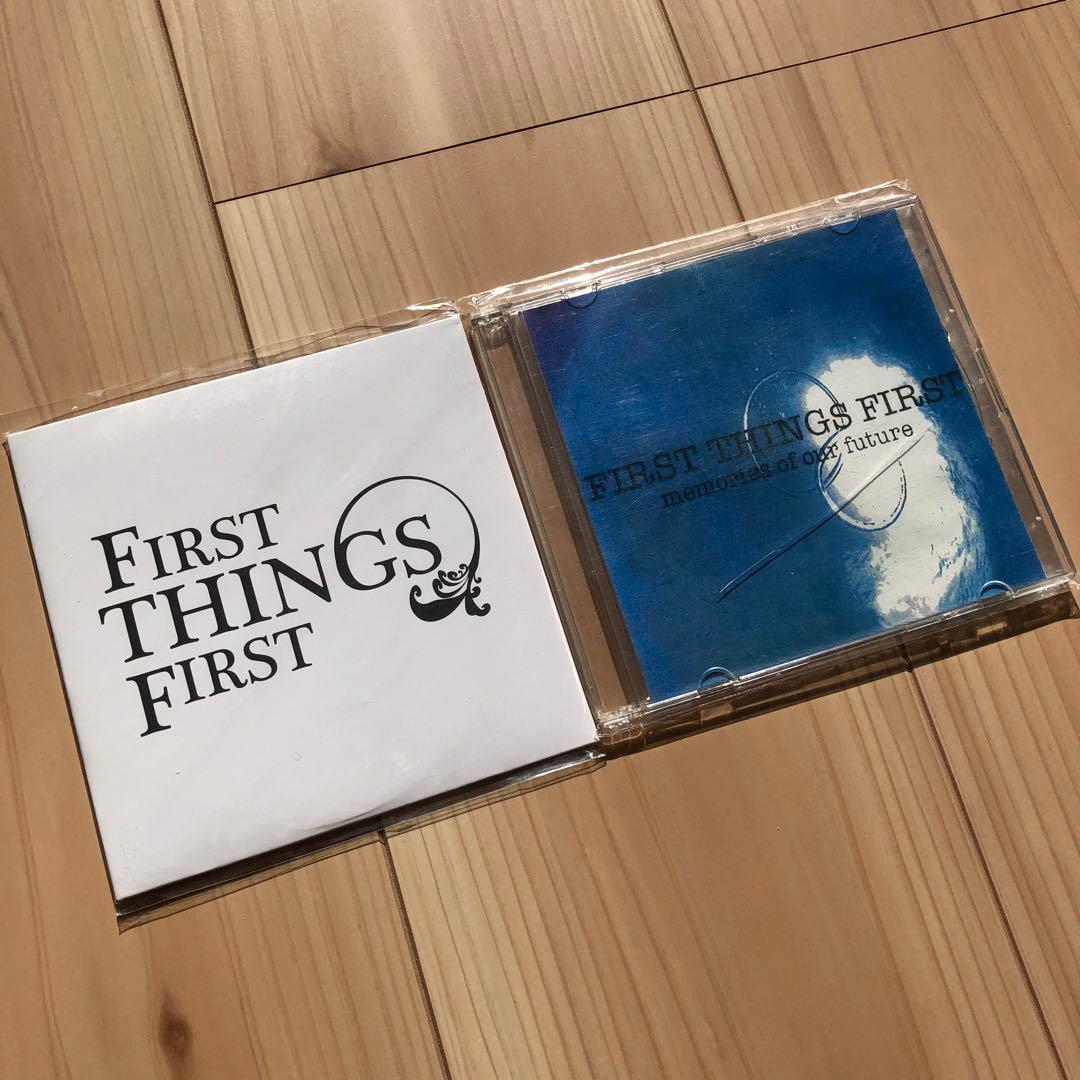 FIRST
THINGS
FIRST
FIRST THINGS FIRST
memories of our future